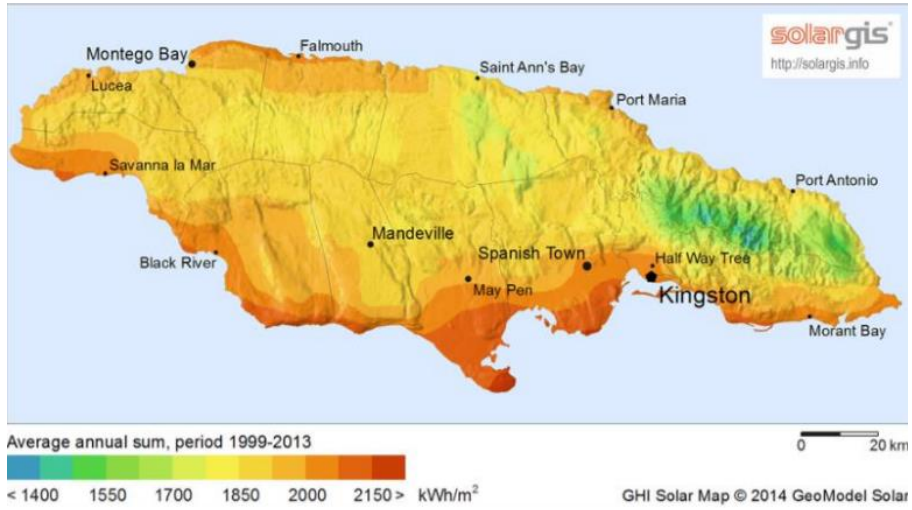 solargis
http://solargis.info
Montego Bay
Falmouth
Lucea
Saint Ann's Bay
Port Maria
Savanna la Mar
Port Antonio
Mandeville
Black River
Spanish Town
Half Way Tree
May Pen
Kingston
Morant Bay
Average annual sum, period 1999-2013
0 20 km
< 1400 1550 1700 1850 2000 2150 > kWh/m²
GHI Solar Map © 2014 GeoModel Solar